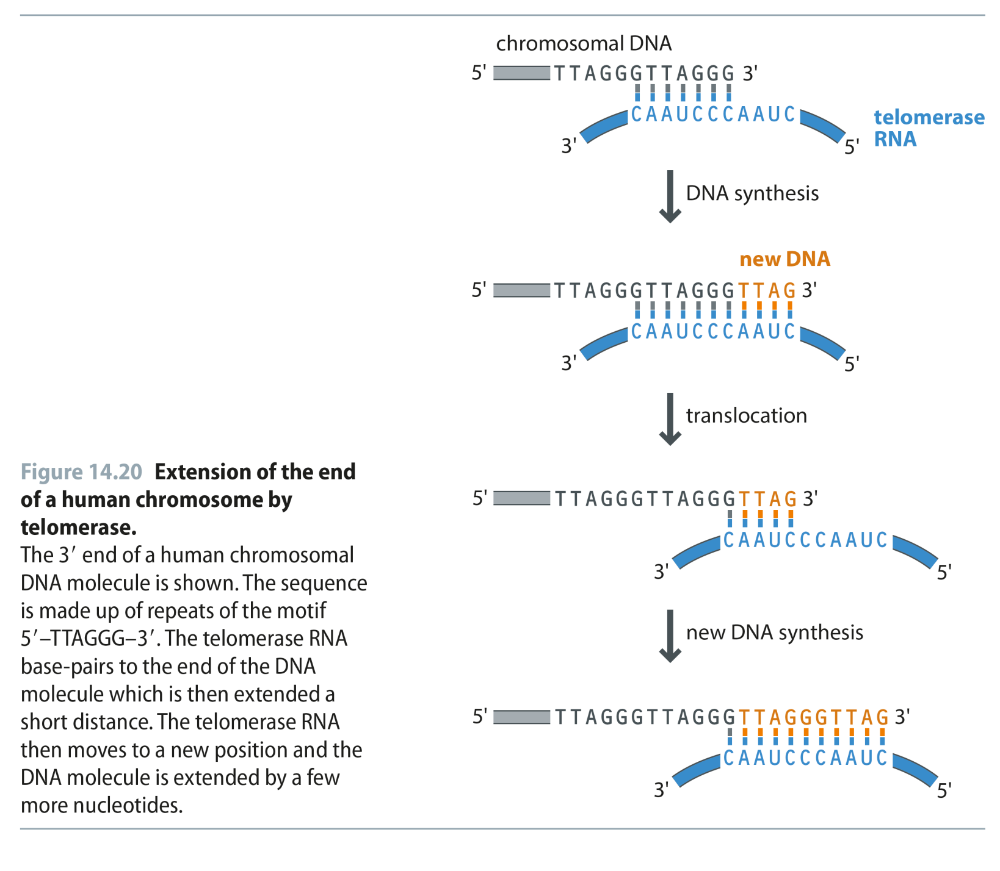 chromosomal DNA
5' TTAGGGTTAGGG 3'
CAAUCCCAAUC
telomerase
RNA
3' 5'
DNA synthesis
new DNA
5' TTAGGGTTAGGGTTAG 3'
CAAUCCCAAUC
3' 5'
translocation
5' TTAGGGTTAGGGTTAG 3'
CAAUCCCAAUC
3' 5'
new DNA synthesis
5' TTAGGGTTAGGGTTAGGGTTAG 3'
CAAUCCCAAUC
3' 5'
Figure 14.20 Extension of the end
of a human chromosome by
telomerase.
The 3′ end of a human chromosomal
DNA molecule is shown. The sequence
is made up of repeats of the motif
5′–TTAGGG–3′. The telomerase RNA
base-pairs to the end of the DNA
molecule which is then extended a
short distance. The telomerase RNA
then moves to a new position and the
DNA molecule is extended by a few
more nucleotides.